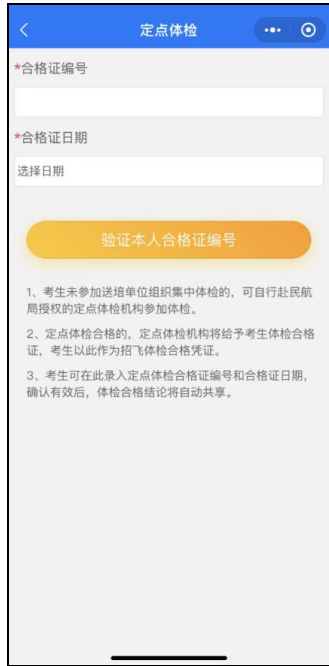 定点体检
*合格证编号
*合格证日期
选择日期
验证本人合格证编号
1、考生未参加送培单位组织集中体检的，可自行赴民航
局授权的定点体检机构参加体检。
2、定点体检合格的，定点体检机构将给予考生体检合格
证，考生以此作为招飞体检合格凭证。
3、考生可在此录入定点体检合格证编号和合格证日期，
确认有效后，体检合格结论将自动共享。